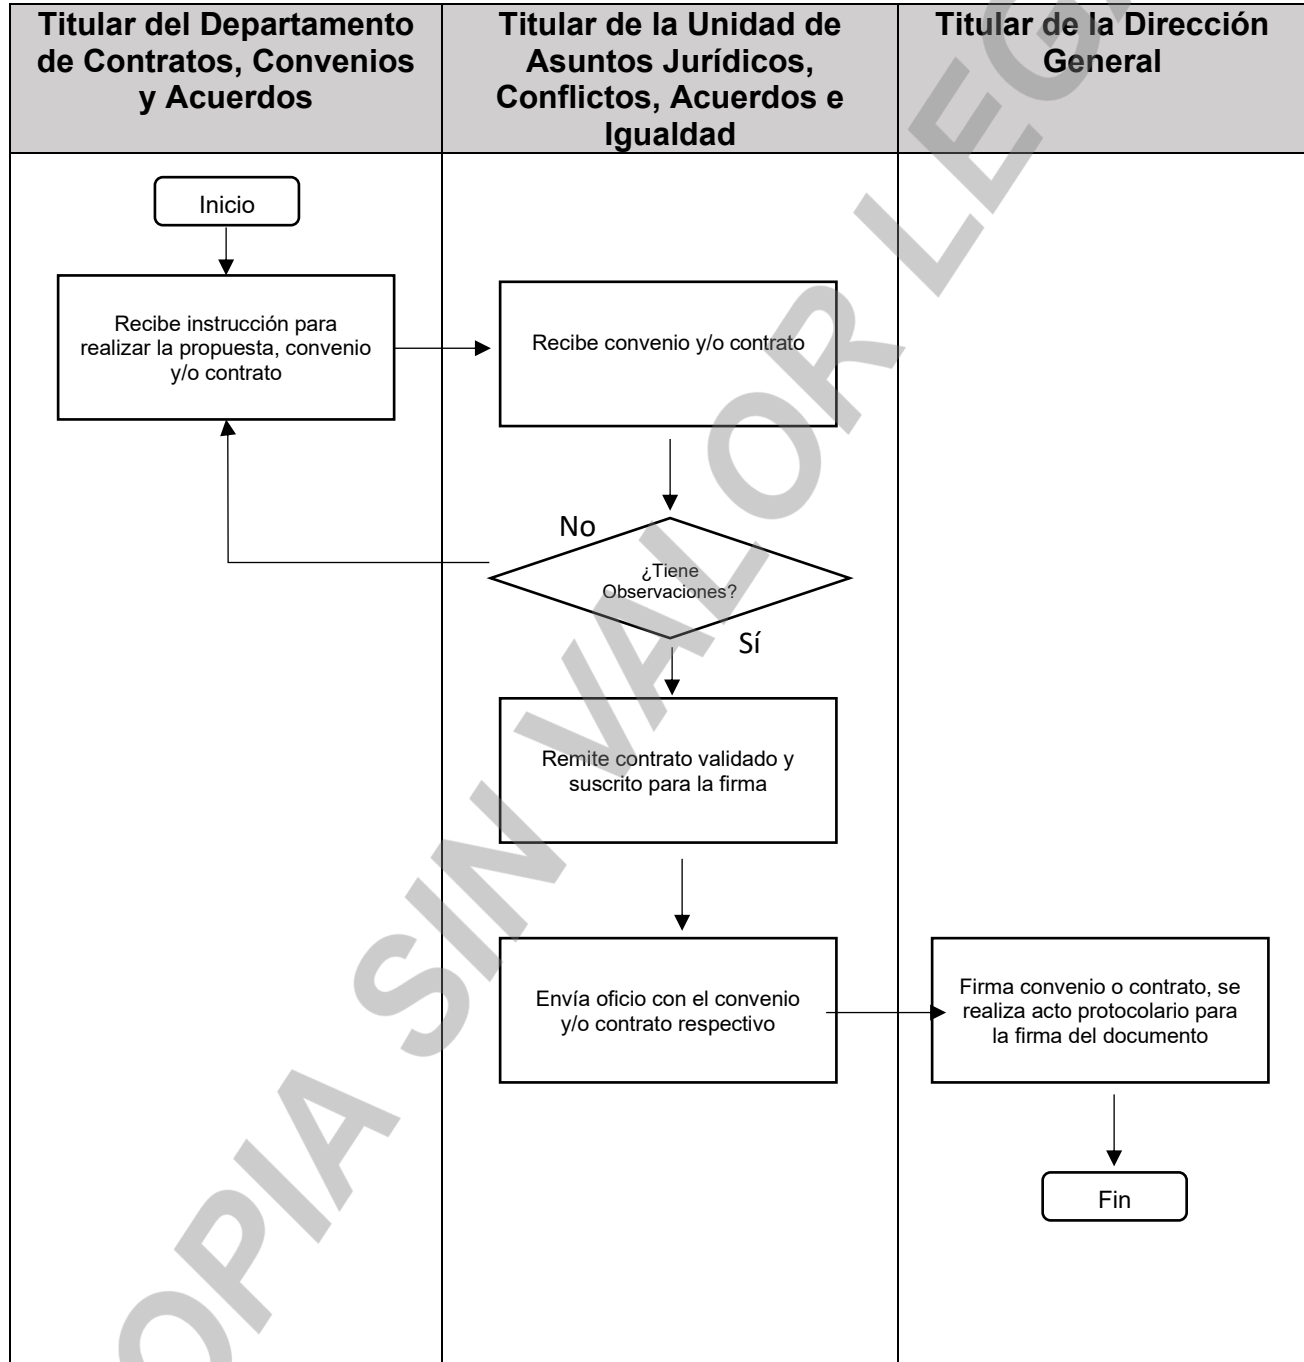 Titular del Departamento
de Contratos, Convenios
y Acuerdos
Titular de la Unidad de
Asuntos Jurídicos,
Conflictos, Acuerdos e
Igualdad
Titular de la Dirección
General
Inicio
Recibe instrucción para
realizar la propuesta, convenio
y/o contrato
Recibe convenio y/o contrato
No
¿Tiene
Observaciones?
Sí
Remite contrato validado y
suscrito para la firma
Envía oficio con el convenio
y/o contrato respectivo
Firma convenio o contrato, se
realiza acto protocolario para
la firma del documento
Fin
OPIA SIN VALOR LEGA